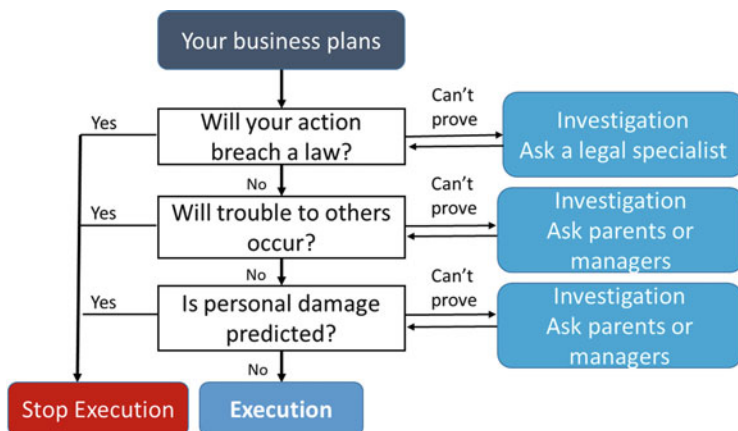 Your business plans
Yes
Will your action
breach a law?
Can't
prove
Investigation
Ask a legal specialist
No
Yes
Will trouble to others
occur?
Can't
prove
Investigation
Ask parents or
managers
No
Yes
Is personal damage
predicted?
Can't
prove
Investigation
Ask parents or
managers
No
Stop Execution
Execution